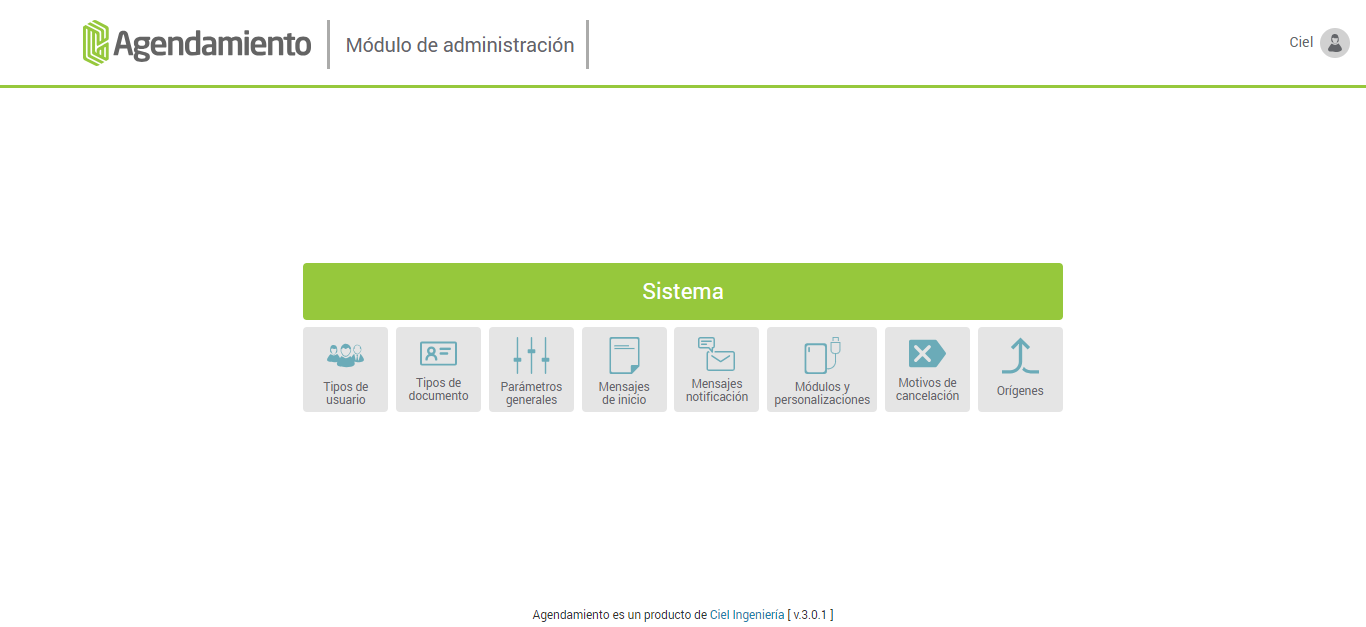 Agendamiento
Módulo de administración
Ciel
Sistema
Tipos de
usuario
Tipos de
documento
Parámetros
generales
Mensajes
de inicio
Mensajes
notificación
Módulos y
personalizaciones
Motivos de
cancelación
Orígenes
Agendamiento es un producto de Ciel Ingeniería [ v.3.0.1 ]